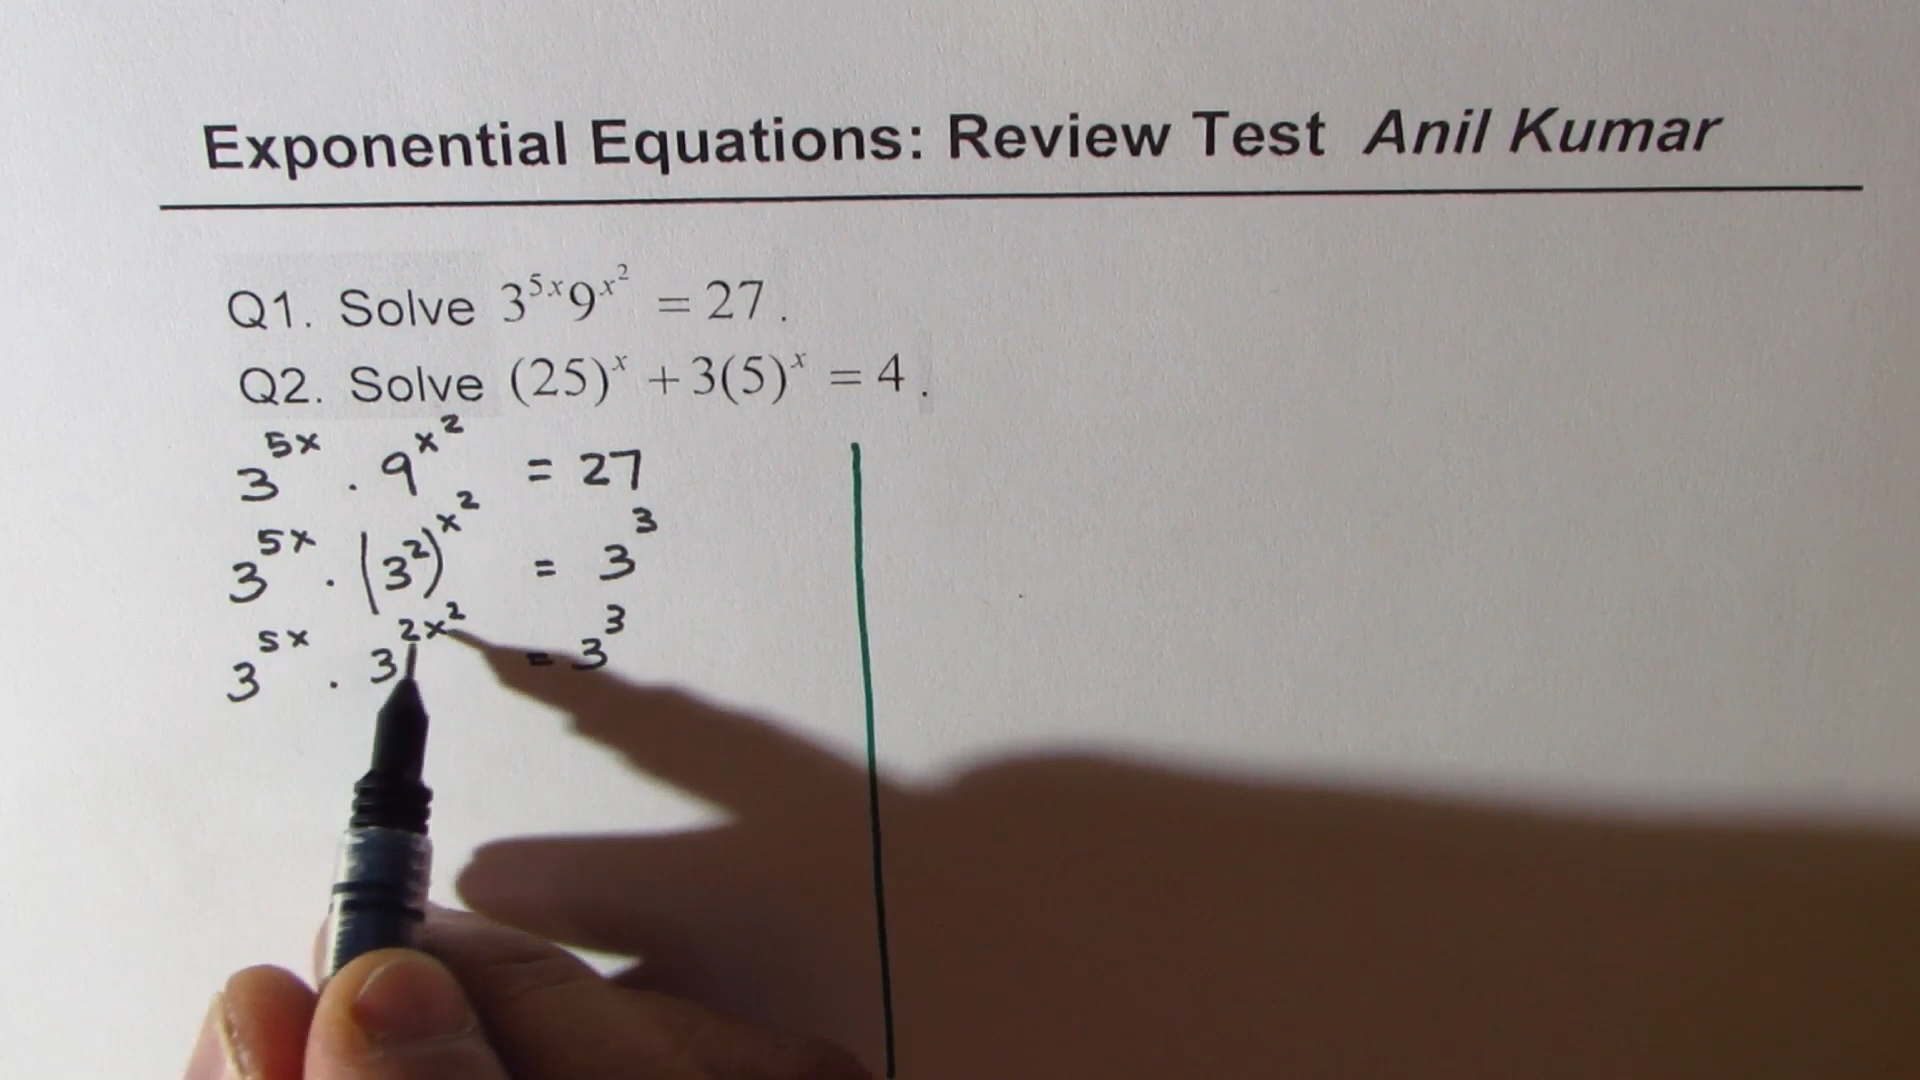 Exponential Equations: Review Test Anil Kumar
Q1. Solve 3^{5x}9^{x^2} = 27.
Q2. Solve (25)^x + 3(5)^x = 4.
3^{5x} . 9^{x^2} = 27
3^{5x} . (3^2)^{x^2} = 3^3
3^{5x} . 3^{2x^2} = 3^3